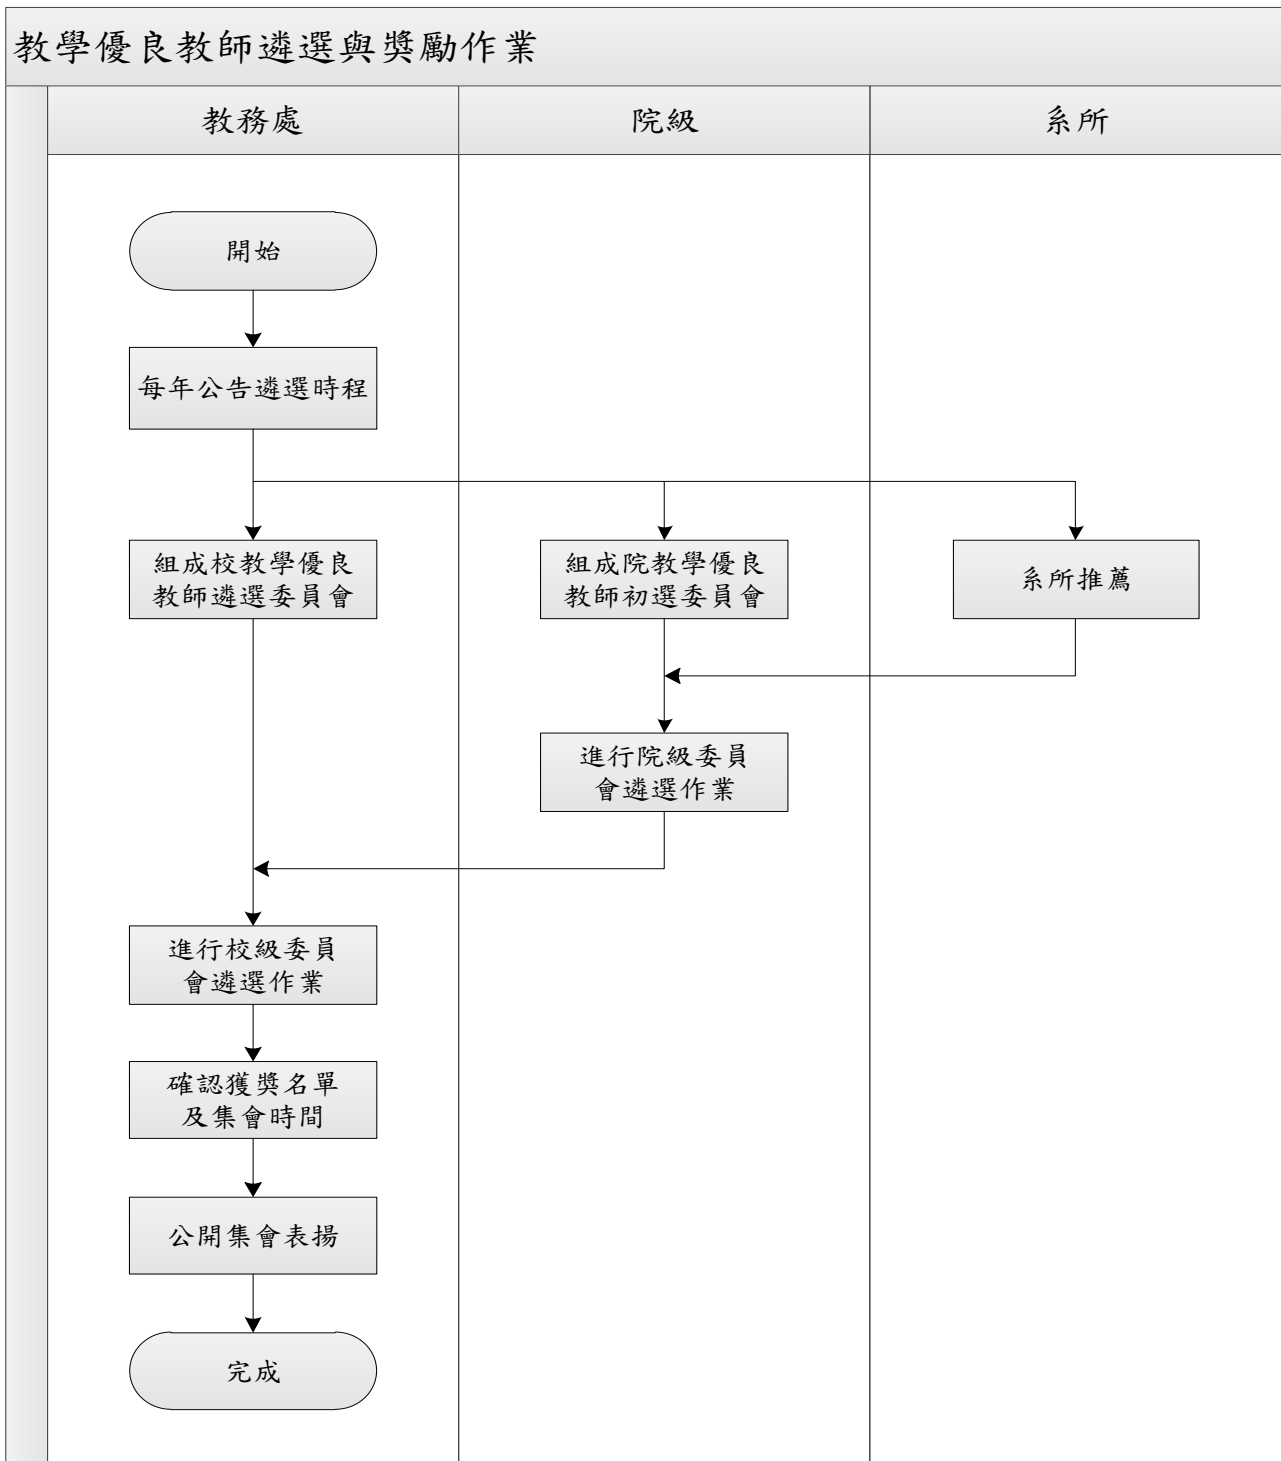 教學優良教師遴選與獎勵作業
教務處
院級
系所
開始
每年公告遴選時程
組成校教學優良
教師遴選委員會
組成院教學優良
教師初選委員會
系所推薦
進行院級委員
會遴選作業
進行校級委員
會遴選作業
確認獲獎名單
及集會時間
公開集會表揚
完成